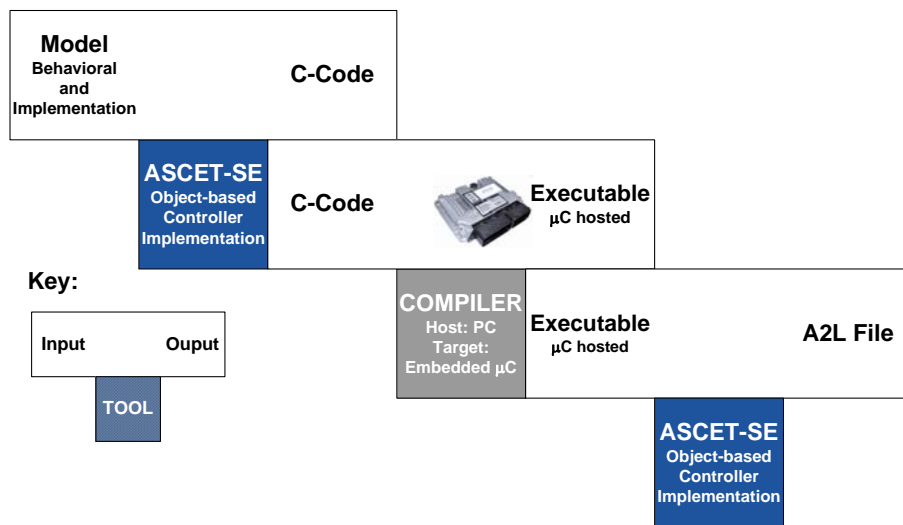 Model
Behavioral
and
Implementation
C-Code
ASCET-SE
Object-based
Controller
Implementation
C-Code
Executable
µC hosted
Key:
Input
Ouput
TOOL
COMPILER
Host: PC
Target:
Embedded µC
Executable
µC hosted
A2L File
ASCET-SE
Object-based
Controller
Implementation